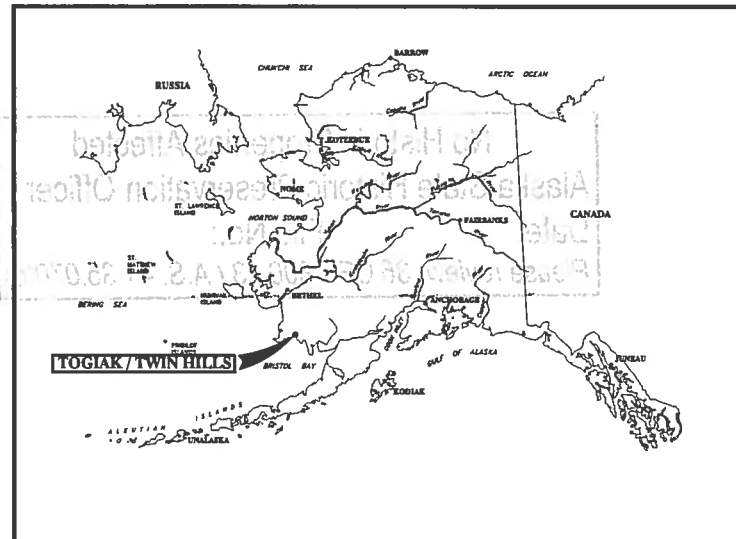 BARROW
CHUKCHI SEA
ARCTIC OCEAN
RUSSIA
KOTZEBUE
No Historic Properties Affected
Alaska State Historic Preservation Officer
NOME
ST. LAWRENCE
ISLAND
NORTON SOUND
FAIRBANKS
CANADA
Date
No.:
ST.
MATTHEW
ISLAND
Please review: 36 CFR 800.13 / A.S. 41.35.070
NUNIVAK
ISLAND
BETHEL
ANCHORAGE
BERING SEA
PRIBILOF
ISLANDS
TOGIAK / TWIN HILLS
BRISTOL BAY
GULF OF ALASKA
JUNEAU
KODIAK
ALEUTIAN ISLANDS
UNALASKA